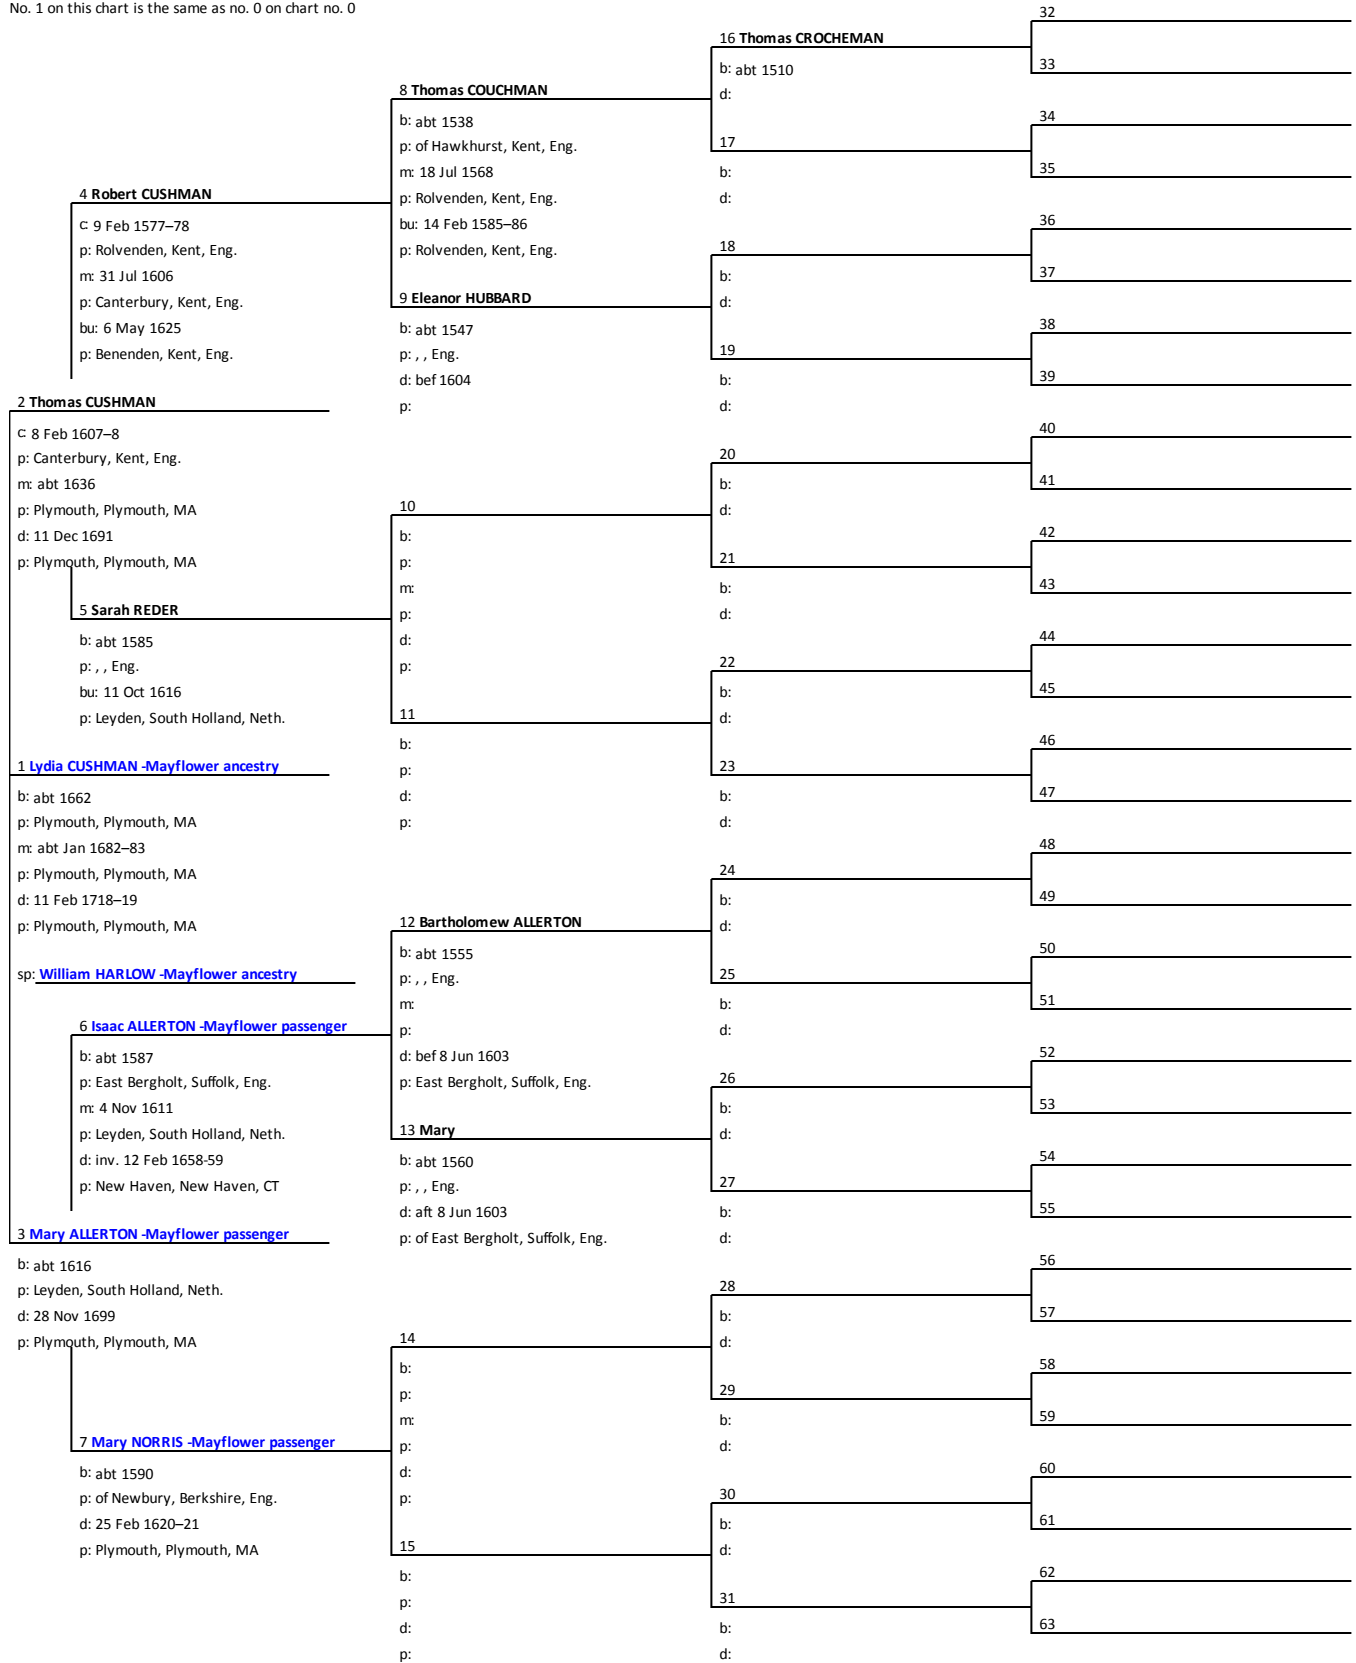 No. 1 on this chart is the same as no. 0 on chart no. 0
2 Thomas CUSHMAN
c: 8 Feb 1607–8
p: Canterbury, Kent, Eng.
m: abt 1636
p: Plymouth, Plymouth, MA
d: 11 Dec 1691
p: Plymouth, Plymouth, MA
1 Lydia CUSHMAN -Mayflower ancestry
b: abt 1662
p: Plymouth, Plymouth, MA
m: abt Jan 1682–83
p: Plymouth, Plymouth, MA
d: 11 Feb 1718–19
p: Plymouth, Plymouth, MA
sp: William HARLOW -Mayflower ancestry
3 Mary ALLERTON -Mayflower passenger
b: abt 1616
p: Leyden, South Holland, Neth.
d: 28 Nov 1699
p: Plymouth, Plymouth, MA
4 Robert CUSHMAN
c: 9 Feb 1577–78
p: Rolvenden, Kent, Eng.
m: 31 Jul 1606
p: Canterbury, Kent, Eng.
bu: 6 May 1625
p: Benenden, Kent, Eng.
5 Sarah REDER
b: abt 1585
p: , , Eng.
bu: 11 Oct 1616
p: Leyden, South Holland, Neth.
6 Isaac ALLERTON -Mayflower passenger
b: abt 1587
p: East Bergholt, Suffolk, Eng.
m: 4 Nov 1611
p: Leyden, South Holland, Neth.
d: inv. 12 Feb 1658-59
p: New Haven, New Haven, CT
7 Mary NORRIS -Mayflower passenger
b: abt 1590
p: of Newbury, Berkshire, Eng.
d: 25 Feb 1620–21
p: Plymouth, Plymouth, MA
8 Thomas COUCHMAN
b: abt 1538
p: of Hawkhurst, Kent, Eng.
m: 18 Jul 1568
p: Rolvenden, Kent, Eng.
bu: 14 Feb 1585–86
p: Rolvenden, Kent, Eng.
9 Eleanor HUBBARD
b: abt 1547
p: , , Eng.
d: bef 1604
p:
10
b:
p:
m:
p:
d:
p:
11
b:
p:
d:
p:
12 Bartholomew ALLERTON
b: abt 1555
p: , , Eng.
m:
p:
d: bef 8 Jun 1603
p: East Bergholt, Suffolk, Eng.
13 Mary
b: abt 1560
p: , , Eng.
d: aft 8 Jun 1603
p: of East Bergholt, Suffolk, Eng.
14
b:
p:
m:
p:
d:
p:
15
b:
p:
d:
p:
16 Thomas CROCHEMAN
b: abt 1510
d:
17
b:
d:
18
b:
d:
19
b:
d:
20
b:
d:
21
b:
d:
22
b:
d:
23
b:
d:
24
b:
d:
25
b:
d:
26
b:
d:
27
b:
d:
28
b:
d:
29
b:
d:
30
b:
d:
31
b:
d:
32
33
34
35
36
37
38
39
40
41
42
43
44
45
46
47
48
49
50
51
52
53
54
55
56
57
58
59
60
61
62
63